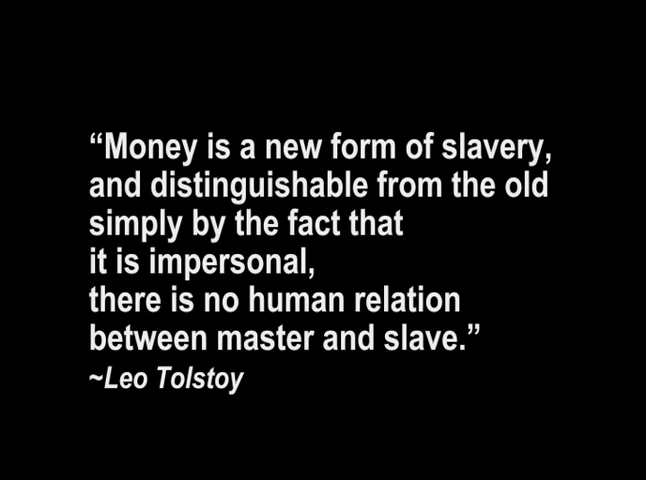 “Money is a new form of slavery,
and distinguishable from the old
simply by the fact that
it is impersonal,
there is no human relation
between master and slave.”
~Leo Tolstoy